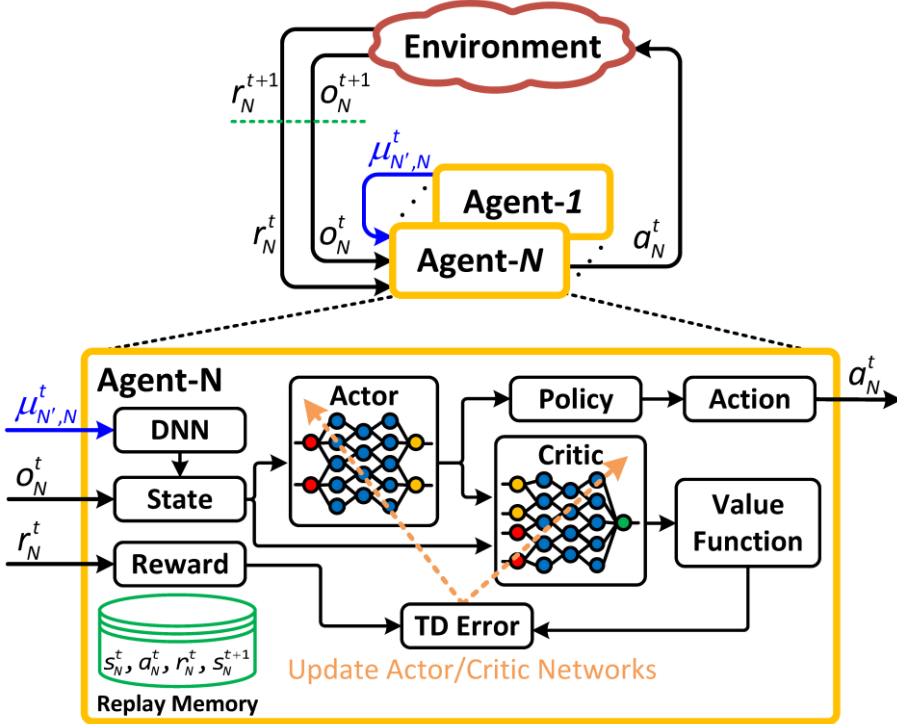 Environment
r_N^{t+1} o_N^{t+1}
μ_{N',N}^t
Agent-1
r_N^t o_N^t
Agent-N
a_N^t
Agent-N
Actor
Policy
Action
a_N^t
μ_{N',N}^t
DNN
Critic
o_N^t
State
Value
Function
r_N^t
Reward
TD Error
s_N^t, a_N^t, r_N^t, s_N^{t+1}
Update Actor/Critic Networks
Replay Memory